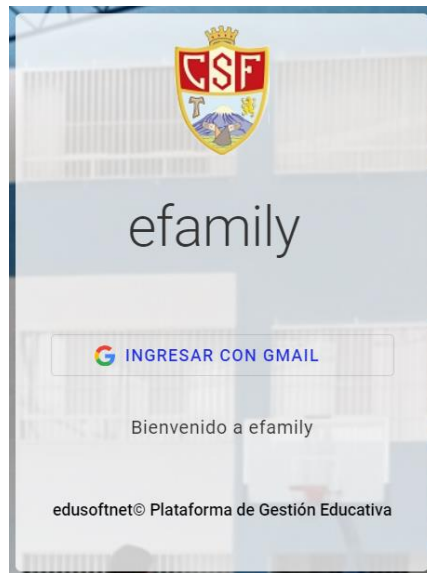 CSF
efamily
INGRESAR CON GMAIL
Bienvenido a efamily
edusoftnet© Plataforma de Gestión Educativa